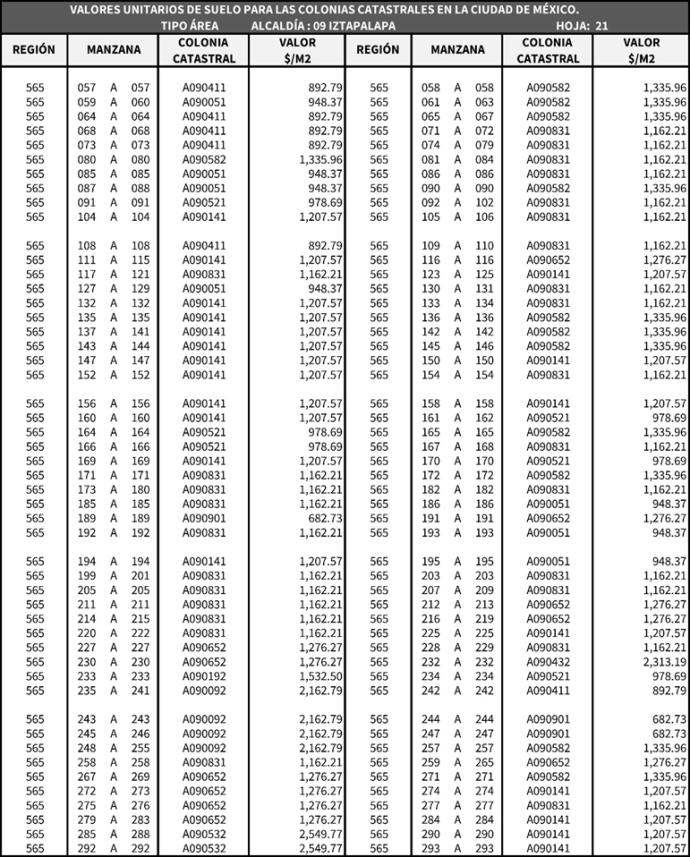 VALORES UNITARIOS DE SUELO PARA LAS COLONIAS CATASTRALES EN LA CIUDAD DE MÉXICO.
TIPO ÁREA ALCALDÍA : 09 IZTAPALAPA HOJA: 21
REGIÓN MANZANA COLONIA CATASTRAL VALOR $/M2 REGIÓN MANZANA COLONIA CATASTRAL VALOR $/M2
565 057 A 057 A090411 892.79 565 058 A 058 A090582 1,335.96
565 059 A 060 A090051 948.37 565 061 A 063 A090582 1,335.96
565 064 A 064 A090411 892.79 565 065 A 067 A090582 1,335.96
565 068 A 068 A090411 892.79 565 071 A 072 A090831 1,162.21
565 073 A 073 A090411 892.79 565 074 A 079 A090831 1,162.21
565 080 A 080 A090582 1,335.96 565 081 A 084 A090831 1,162.21
565 085 A 085 A090051 948.37 565 086 A 086 A090831 1,162.21
565 087 A 088 A090051 948.37 565 090 A 090 A090582 1,335.96
565 091 A 091 A090521 978.69 565 092 A 102 A090831 1,162.21
565 104 A 104 A090141 1,207.57 565 105 A 106 A090831 1,162.21
565 108 A 108 A090411 892.79 565 109 A 110 A090831 1,162.21
565 111 A 115 A090141 1,207.57 565 116 A 116 A090652 1,276.27
565 117 A 121 A090831 1,162.21 565 123 A 125 A090141 1,207.57
565 127 A 129 A090051 948.37 565 130 A 131 A090831 1,162.21
565 132 A 132 A090141 1,207.57 565 133 A 134 A090831 1,162.21
565 135 A 135 A090141 1,207.57 565 136 A 136 A090582 1,335.96
565 137 A 141 A090141 1,207.57 565 142 A 142 A090582 1,335.96
565 143 A 144 A090141 1,207.57 565 145 A 146 A090582 1,335.96
565 147 A 147 A090141 1,207.57 565 150 A 150 A090141 1,207.57
565 152 A 152 A090141 1,207.57 565 154 A 154 A090831 1,162.21
565 156 A 156 A090141 1,207.57 565 158 A 158 A090141 1,207.57
565 160 A 160 A090141 1,207.57 565 161 A 162 A090521 978.69
565 164 A 164 A090521 978.69 565 165 A 165 A090582 1,335.96
565 166 A 166 A090521 978.69 565 167 A 168 A090831 1,162.21
565 169 A 169 A090141 1,207.57 565 170 A 170 A090521 978.69
565 171 A 171 A090831 1,162.21 565 172 A 172 A090582 1,335.96
565 173 A 180 A090831 1,162.21 565 182 A 182 A090831 1,162.21
565 185 A 185 A090831 1,162.21 565 186 A 186 A090051 948.37
565 189 A 189 A090901 682.73 565 191 A 191 A090652 1,276.27
565 192 A 192 A090831 1,162.21 565 193 A 193 A090051 948.37
565 194 A 194 A090141 1,207.57 565 195 A 195 A090051 948.37
565 199 A 201 A090831 1,162.21 565 203 A 203 A090831 1,162.21
565 205 A 205 A090831 1,162.21 565 207 A 209 A090831 1,162.21
565 211 A 211 A090831 1,162.21 565 212 A 213 A090652 1,276.27
565 214 A 215 A090831 1,162.21 565 216 A 219 A090652 1,276.27
565 220 A 222 A090831 1,162.21 565 225 A 225 A090141 1,207.57
565 227 A 227 A090652 1,276.27 565 228 A 229 A090831 1,162.21
565 230 A 230 A090652 1,276.27 565 232 A 232 A090432 2,313.19
565 233 A 233 A090192 1,532.50 565 234 A 234 A090521 978.69
565 235 A 241 A090092 2,162.79 565 242 A 242 A090411 892.79
565 243 A 243 A090092 2,162.79 565 244 A 244 A090901 682.73
565 245 A 246 A090092 2,162.79 565 247 A 247 A090901 682.73
565 248 A 255 A090092 2,162.79 565 257 A 257 A090582 1,335.96
565 258 A 258 A090831 1,162.21 565 259 A 265 A090652 1,276.27
565 267 A 269 A090652 1,276.27 565 271 A 271 A090582 1,335.96
565 272 A 273 A090652 1,276.27 565 274 A 274 A090141 1,207.57
565 275 A 276 A090652 1,276.27 565 277 A 277 A090831 1,162.21
565 279 A 283 A090652 1,276.27 565 284 A 284 A090141 1,207.57
565 285 A 288 A090532 2,549.77 565 290 A 290 A090141 1,207.57
565 292 A 292 A090532 2,549.77 565 293 A 293 A090141 1,207.57